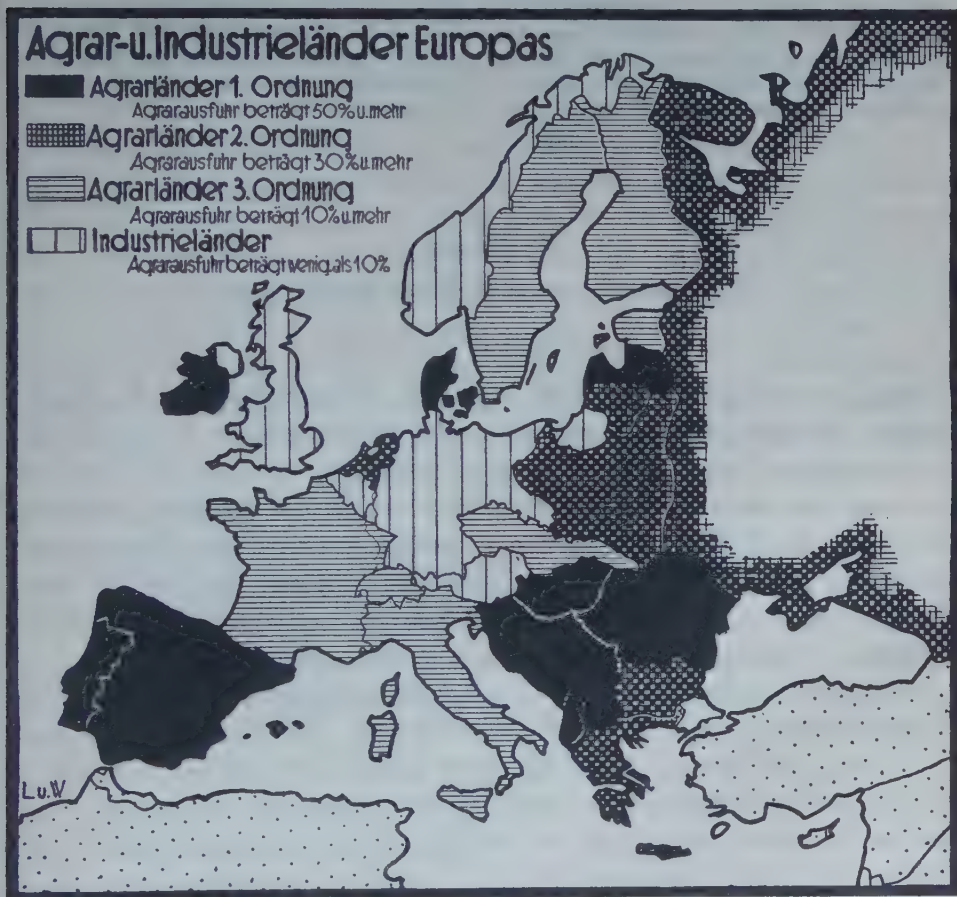 Agrar-u.Industrieländer Europas
Agrarländer 1. Ordnung
Agrarausfuhr beträgt 50% u. mehr
Agrarländer 2. Ordnung
Agrarausfuhr beträgt 30% u. mehr
Agrarländer 3. Ordnung
Agrarausfuhr beträgt 10% u. mehr
Industrieländer
Agrarausfuhr beträgt wenig. als 10%
L u. W